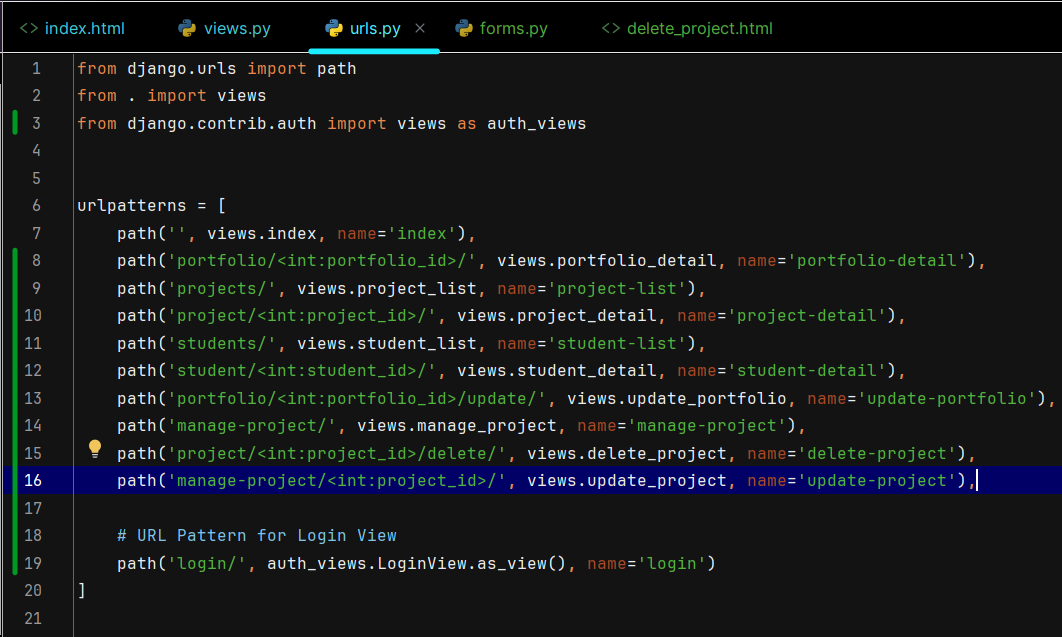 <> index.html views.py urls.py × forms.py <> delete_project.html
1 from django.urls import path
2 from . import views
3 from django.contrib.auth import views as auth_views
4
5
6 urlpatterns = [
7 path('', views.index, name='index'),
8 path('portfolio/<int:portfolio_id>/', views.portfolio_detail, name='portfolio-detail'),
9 path('projects/', views.project_list, name='project-list'),
10 path('project/<int:project_id>/', views.project_detail, name='project-detail'),
11 path('students/', views.student_list, name='student-list'),
12 path('student/<int:student_id>/', views.student_detail, name='student-detail'),
13 path('portfolio/<int:portfolio_id>/update/', views.update_portfolio, name='update-portfolio'),
14 path('manage-project/', views.manage_project, name='manage-project'),
15 path('project/<int:project_id>/delete/', views.delete_project, name='delete-project'),
16 path('manage-project/<int:project_id>/', views.update_project, name='update-project'),
17
18 # URL Pattern for Login View
19 path('login/', auth_views.LoginView.as_view(), name='login')
20 ]
21